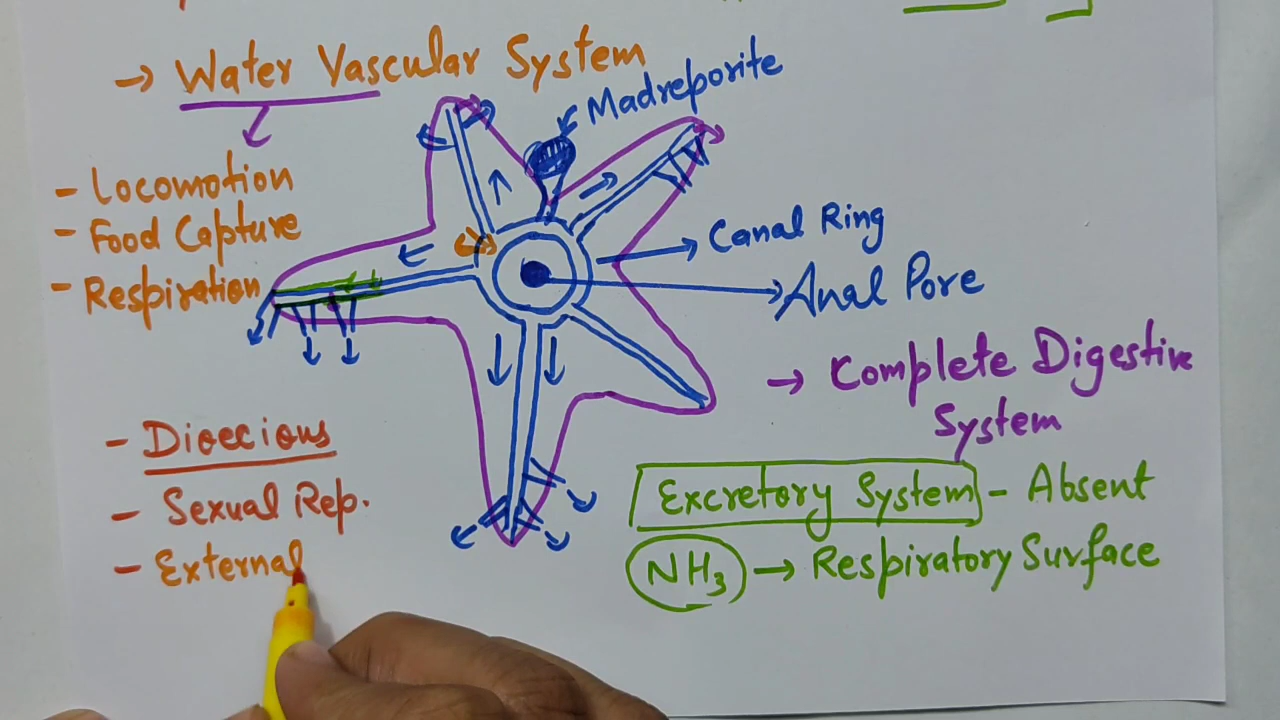 → Water Vascular System
Madreporite
- Locomotion
- Food Capture
- Respiration
Canal Ring
Anal Pore
→ Complete Digestive
System
- Dioecious
- Sexual Rep.
- External
Excretory System - Absent
NH₃ → Respiratory Surface